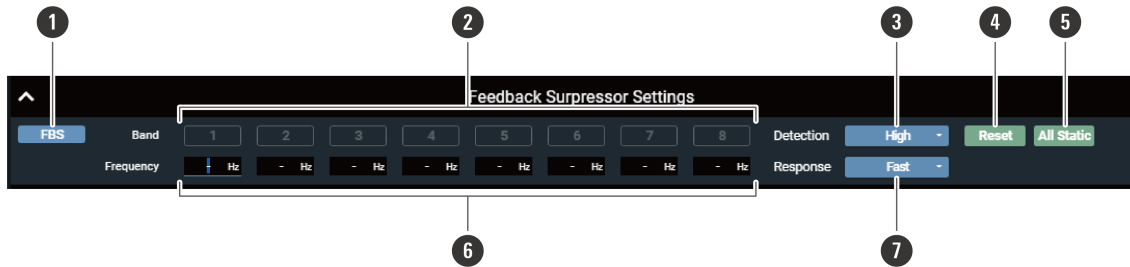 1 2 3 4 5
Feedback Surpressor Settings
FBS Band 1 2 3 4 5 6 7 8 Detection High Reset All Static
Frequency - Hz - Hz - Hz - Hz - Hz - Hz - Hz - Hz Response Fast
6 7